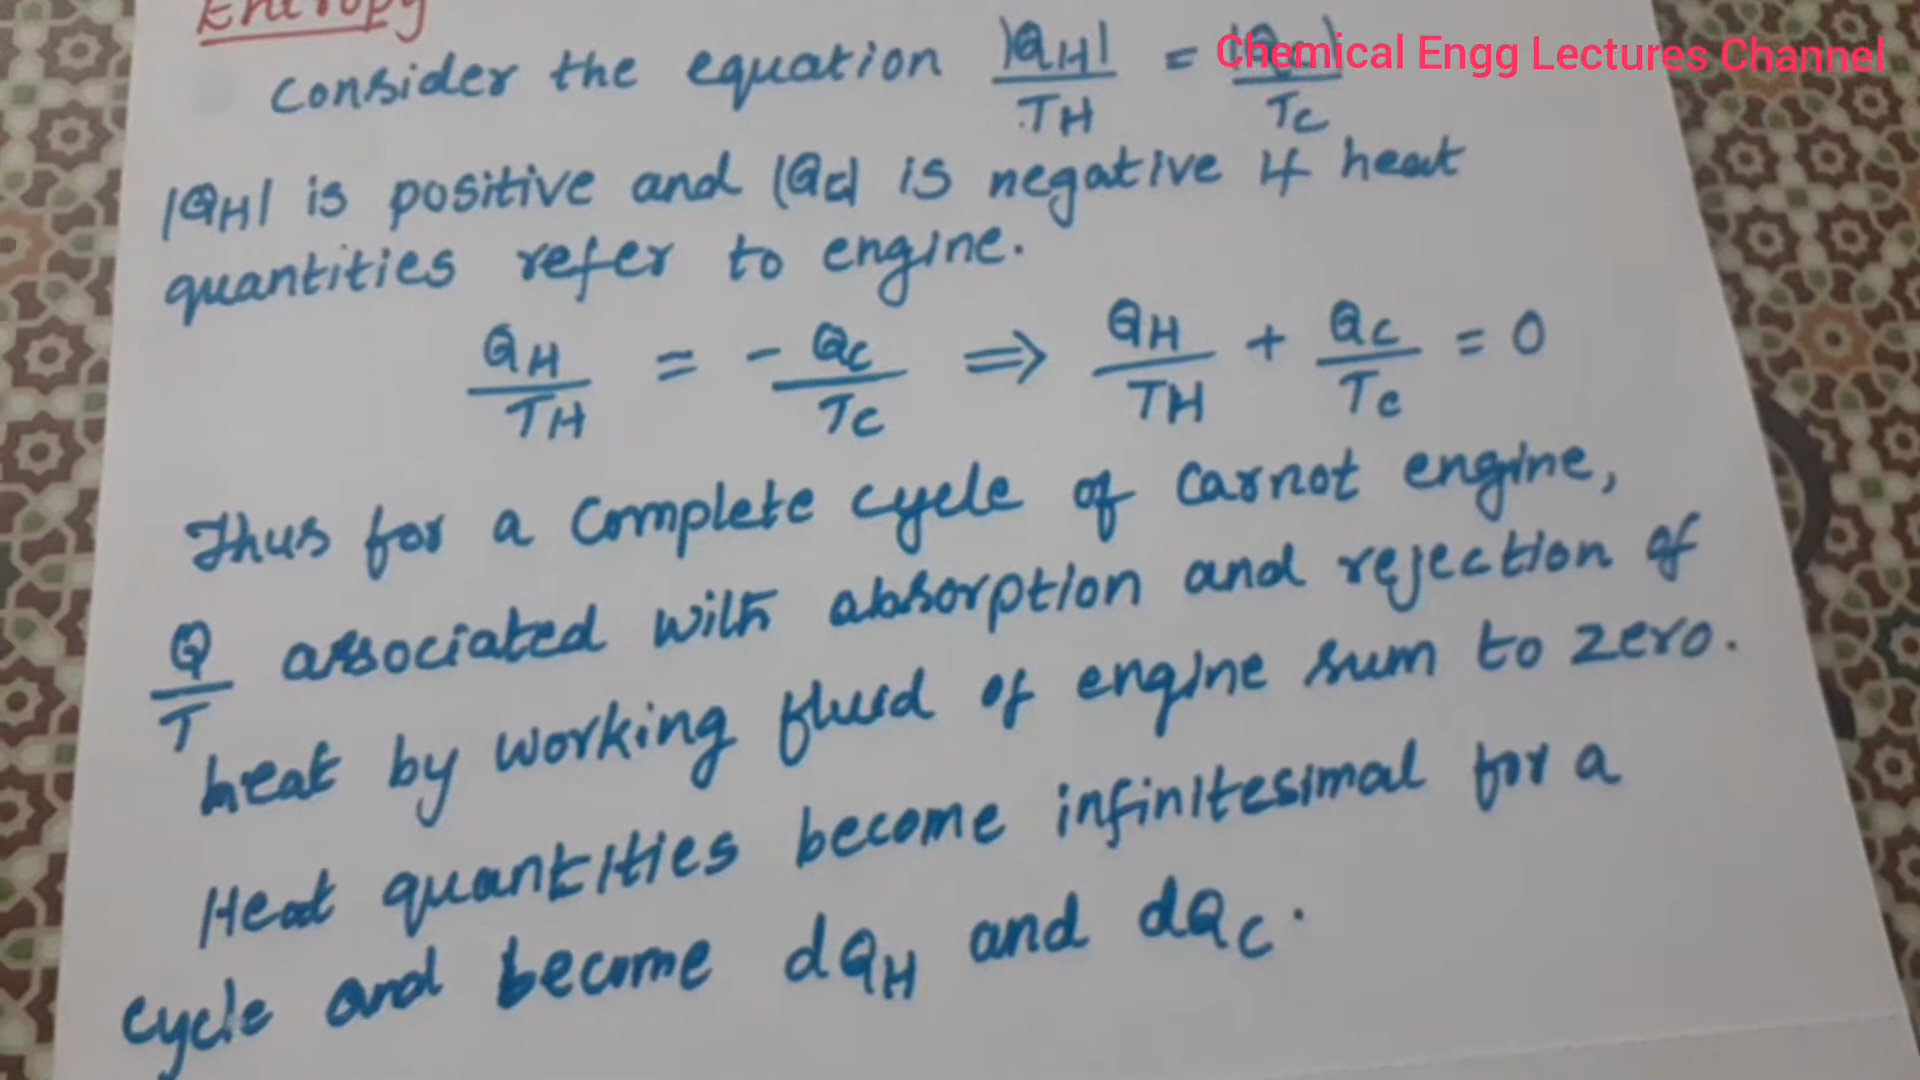 Entropy
Chemical Engg Lectures Channel
Consider the equation |QH|/TH = |QC|/TC
|QH| is positive and |QC| is negative if heat
quantities refer to engine.
QH/TH = - QC/TC ⇒ QH/TH + QC/TC = 0
Thus for a complete cycle of Carnot engine,
Q/T associated with absorption and rejection of
heat by working fluid of engine sum to zero.
Heat quantities become infinitesimal for a
cycle and become dQH and dQC.